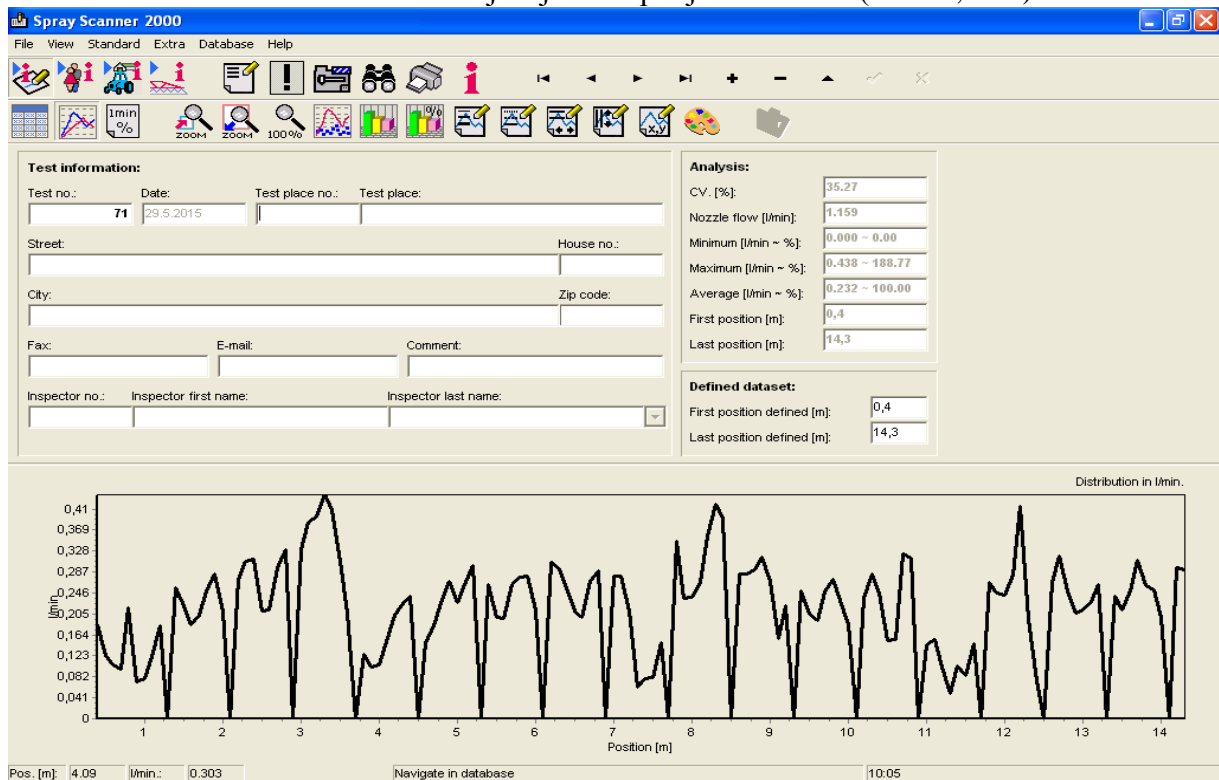 Spray Scanner 2000
File View Standard Extra Database Help
1min %
ZOOM ZOOM 100% %
x,y
Test information:
Test no.: Date: Test place no.: Test place:
71 29.5.2015
Street: House no.:
City: Zip code:
Fax: E-mail: Comment:
Inspector no.: Inspector first name: Inspector last name:
Analysis:
CV. [%]: 35.27
Nozzle flow [l/min]: 1.159
Minimum [l/min ~ %]: 0.000 ~ 0.00
Maximum [l/min ~ %]: 0.438 ~ 188.77
Average [l/min ~ %]: 0.232 ~ 100.00
First position [m]: 0,4
Last position [m]: 14,3
Defined dataset:
First position defined [m]: 0,4
Last position defined [m]: 14,3
Distribution in l/min.
0,41
0,369
0,328
0,287
0,246
l/min
0,205
0,164
0,123
0,082
0,041
0
1 2 3 4 5 6 7 8 9 10 11 12 13 14
Position [m]
Pos. [m]: 4.09 l/min.: 0.303 Navigate in database 10:05